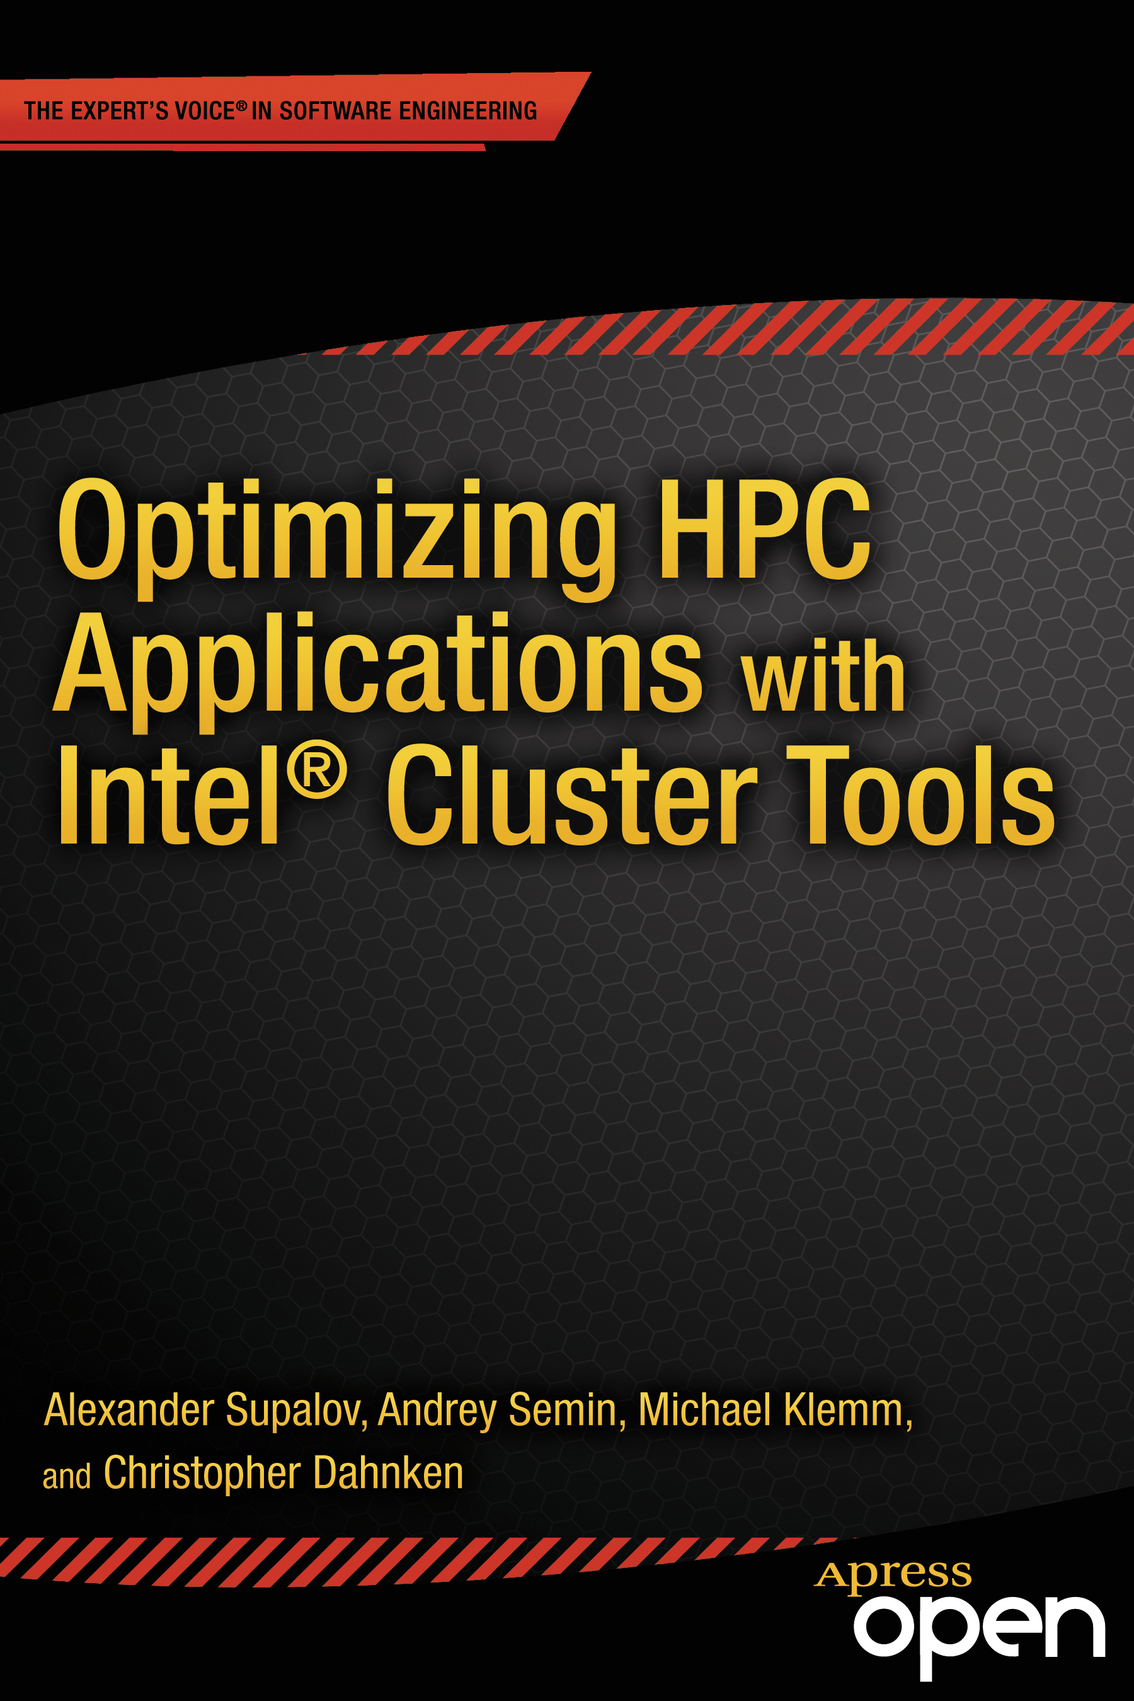 THE EXPERT'S VOICE® IN SOFTWARE ENGINEERING
Optimizing HPC
Applications with
Intel® Cluster Tools
Alexander Supalov, Andrey Semin, Michael Klemm,
and Christopher Dahnken
Apress
open